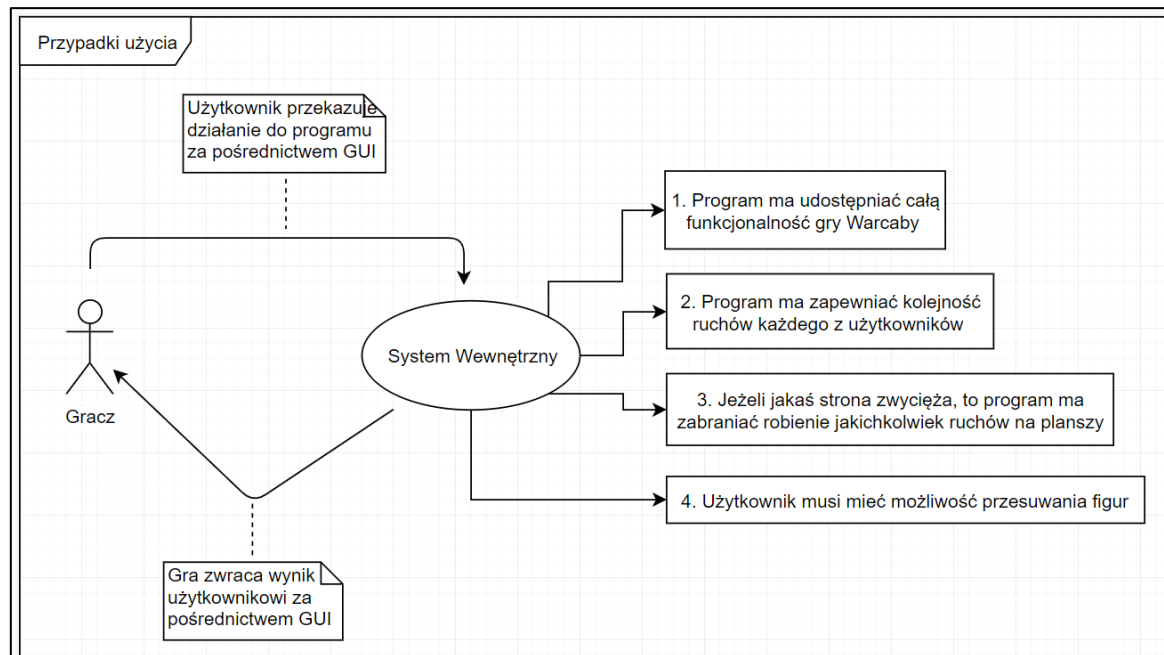 Przypadki użycia
Użytkownik przekazuje
działanie do programu
za pośrednictwem GUI
1. Program ma udostępniać całą
funkcjonalność gry Warcaby
2. Program ma zapewniać kolejność
ruchów każdego z użytkowników
System Wewnętrzny
3. Jeżeli jakaś strona zwycięża, to program ma
zabraniać robienie jakichkolwiek ruchów na planszy
Gracz
4. Użytkownik musi mieć możliwość przesuwania figur
Gra zwraca wynik
użytkownikowi za
pośrednictwem GUI